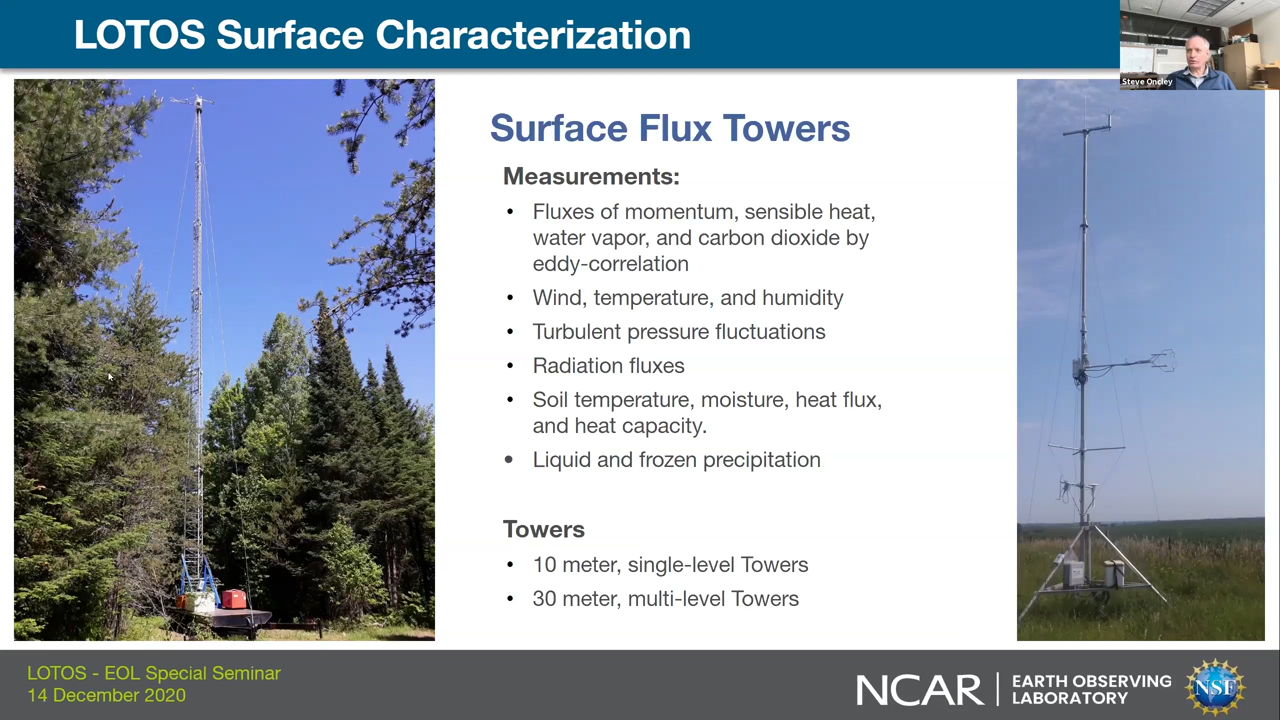 LOTOS Surface Characterization
Steve Oncley
Surface Flux Towers
Measurements:
• Fluxes of momentum, sensible heat,
water vapor, and carbon dioxide by
eddy-correlation
• Wind, temperature, and humidity
• Turbulent pressure fluctuations
• Radiation fluxes
• Soil temperature, moisture, heat flux,
and heat capacity.
• Liquid and frozen precipitation
Towers
• 10 meter, single-level Towers
• 30 meter, multi-level Towers
LOTOS - EOL Special Seminar
14 December 2020
NCAR
EARTH OBSERVING
LABORATORY
NSF